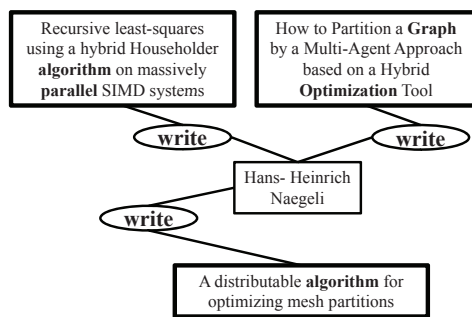 Recursive least-squares
using a hybrid Householder
algorithm on massively
parallel SIMD systems
How to Partition a Graph
by a Multi-Agent Approach
based on a Hybrid
Optimization Tool
write
write
Hans- Heinrich
Naegeli
write
A distributable algorithm for
optimizing mesh partitions